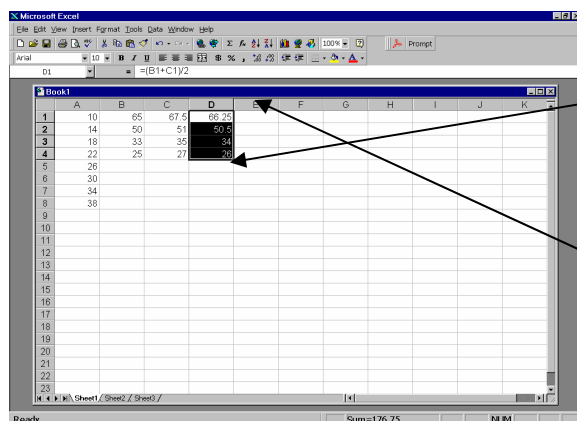 Microsoft Excel
File Edit View Insert Format Tools Data Window Help
100% Prompt
Arial 10 B I U $ % ,
D1 = =(B1+C1)/2
Book1
A B C D E F G H I J K
1 10 65 67.5 66.25
2 14 50 51 50.5
3 18 33 35 34
4 22 25 27 26
5 26
6 30
7 34
8 38
9
10
11
12
13
14
15
16
17
18
19
20
21
22
23
Sheet1 Sheet2 Sheet3
Ready Sum=176.75 NUM